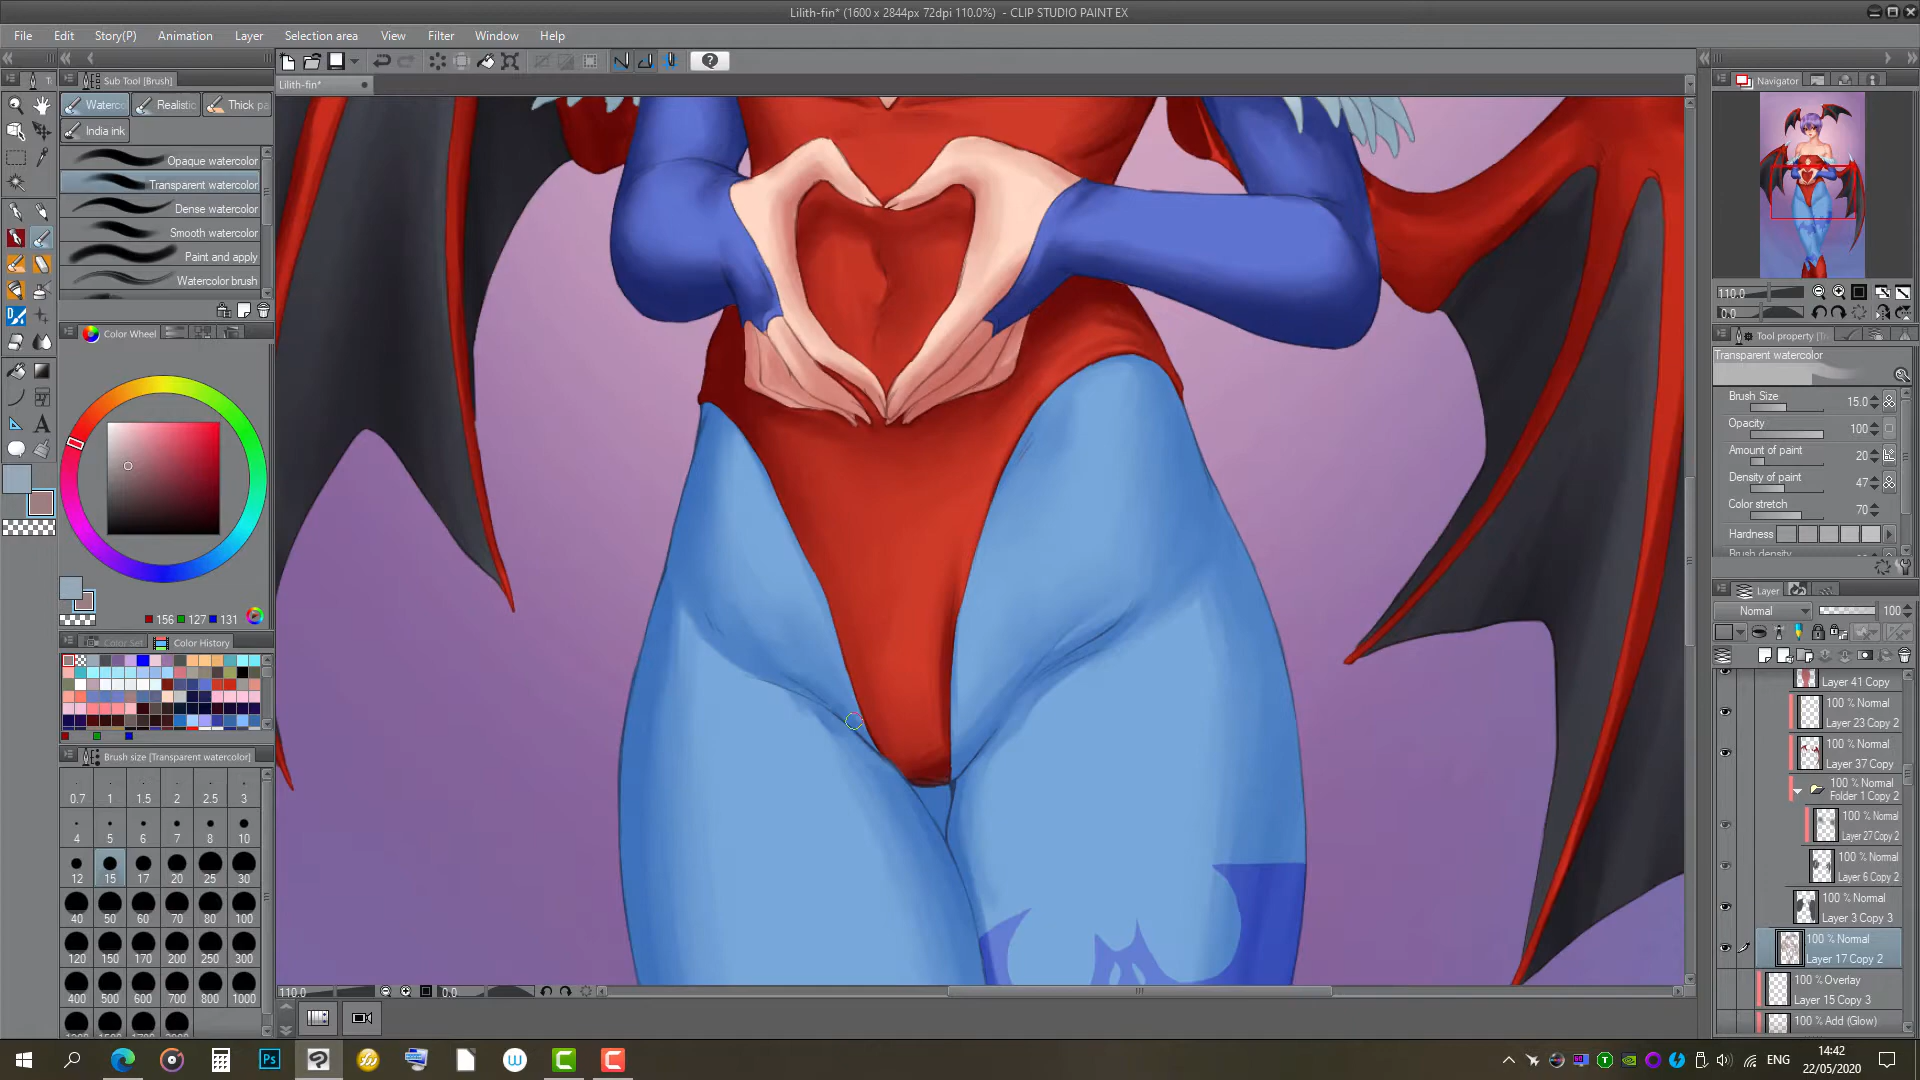 Lilith-fin* (1600 x 2844px 72dpi 110.0%)  - CLIP STUDIO PAINT EX
File Edit Story(P) Animation Layer Selection area View Filter Window Help
Sub Tool [Brush]
Lilith-fin*
Navigator
Waterco Realistic Thick pa
India ink
Opaque watercolor
Transparent watercolor
Dense watercolor
Smooth watercolor
Paint and apply
Watercolor brush
Color Wheel
156 127 131
Color Set Color History
Brush size [Transparent watercolor]
0.7 1 1.5 2 2.5 3
4 5 6 7 8 10
12 15 17 20 25 30
40 50 60 70 80 100
120 150 170 200 250 300
400 500 600 700 800 1000
110.0 0.0
110.0
0.0
Tool property [Tra
Transparent watercolor
Brush Size 15.0
Opacity 100
Amount of paint 20
Density of paint 47
Color stretch 70
Hardness
Brush density
Layer
Normal 100
Layer 41 Copy
100 % Normal
Layer 23 Copy 2
100 % Normal
Layer 37 Copy
100 % Normal
Folder 1 Copy 2
100 % Normal
Layer 27 Copy 2
100 % Normal
Layer 6 Copy 2
100 % Normal
Layer 3 Copy 3
100 % Normal
Layer 17 Copy 2
100 % Overlay
Layer 15 Copy 3
100 % Add (Glow)
Ps
ENG
14:42
22/05/2020